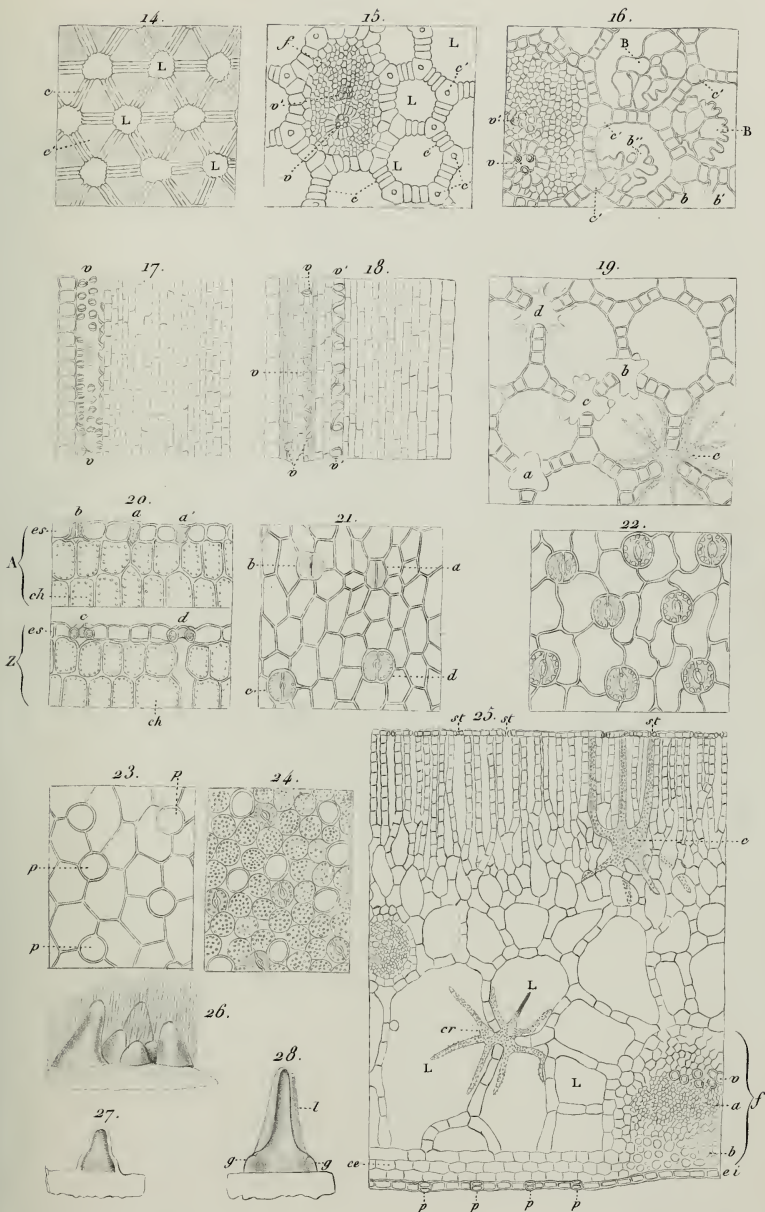 14. 15. 16.
L f L B
c v' c' c'
L L B
c' c' v' c' b''
v v
L L c c c' b b'
17. 18. 19.
v v v'
d
v b
c
c
a
v v v'
20. 21. 22.
b a a'
es
A b a
ch
c d
es
Z
c d
ch
25.
st st st
23. 24.
p
c
p
p
L
26. cr
L L
28. v f
l a
27.
g g ce b
ei
p p p p